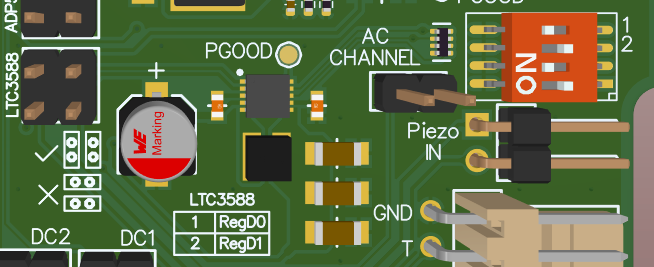 PGOOD
ADP5
LTC3588
PGOOD
AC
CHANNEL
1
2
ON
WE
Marking
Piezo
IN
LTC3588
1 RegD0
2 RegD1
GND
T
DC2
DC1